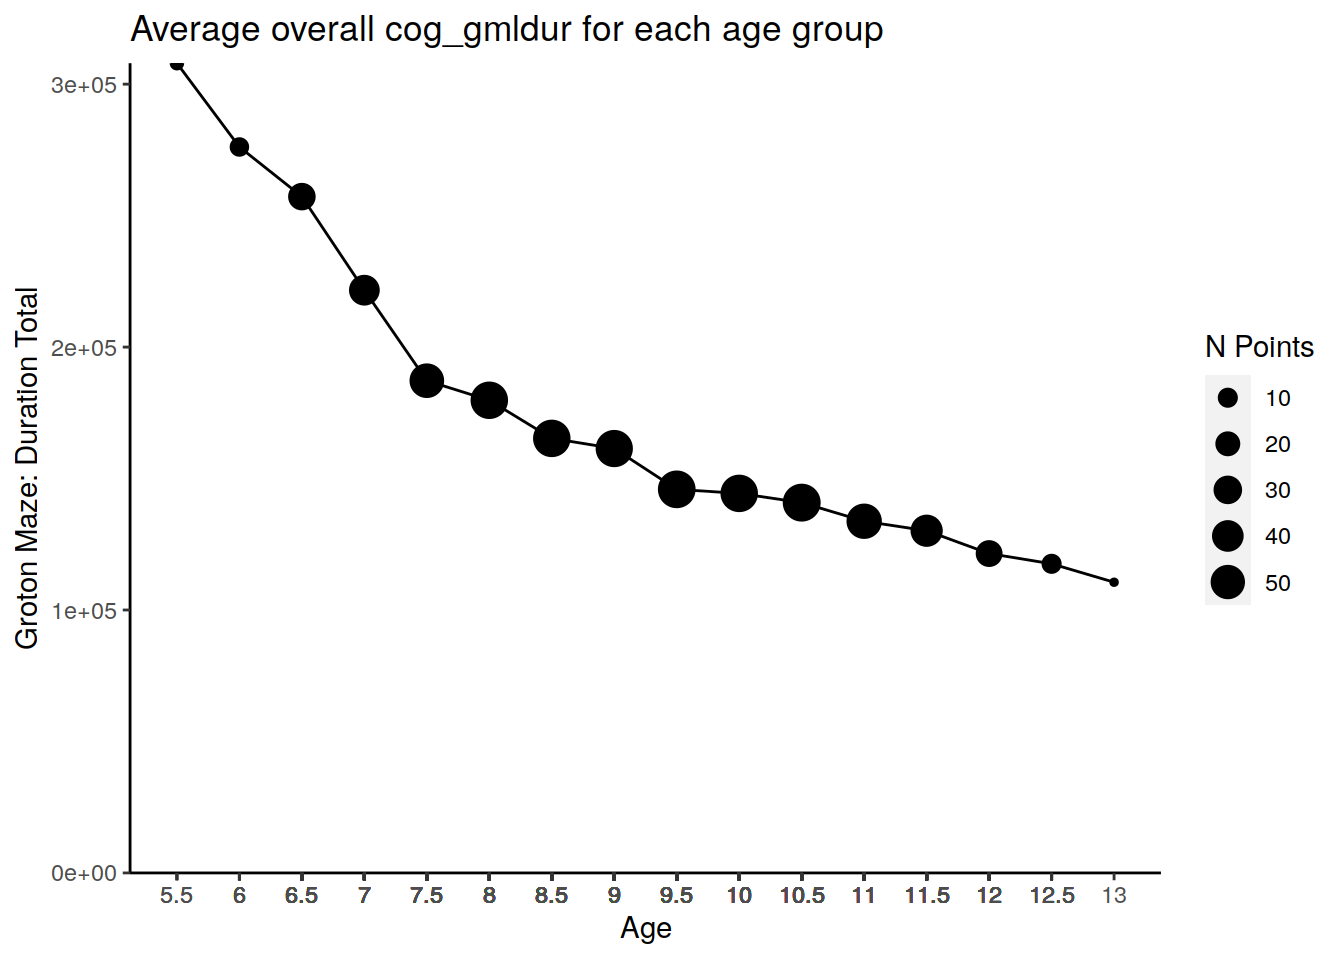 Average overall cog_gmldur for each age group
Groton Maze: Duration Total
3e+05
2e+05
1e+05
0e+00
5.5 6 6.5 7 7.5 8 8.5 9 9.5 10 10.5 11 11.5 12 12.5 13
Age
N Points
10
20
30
40
50